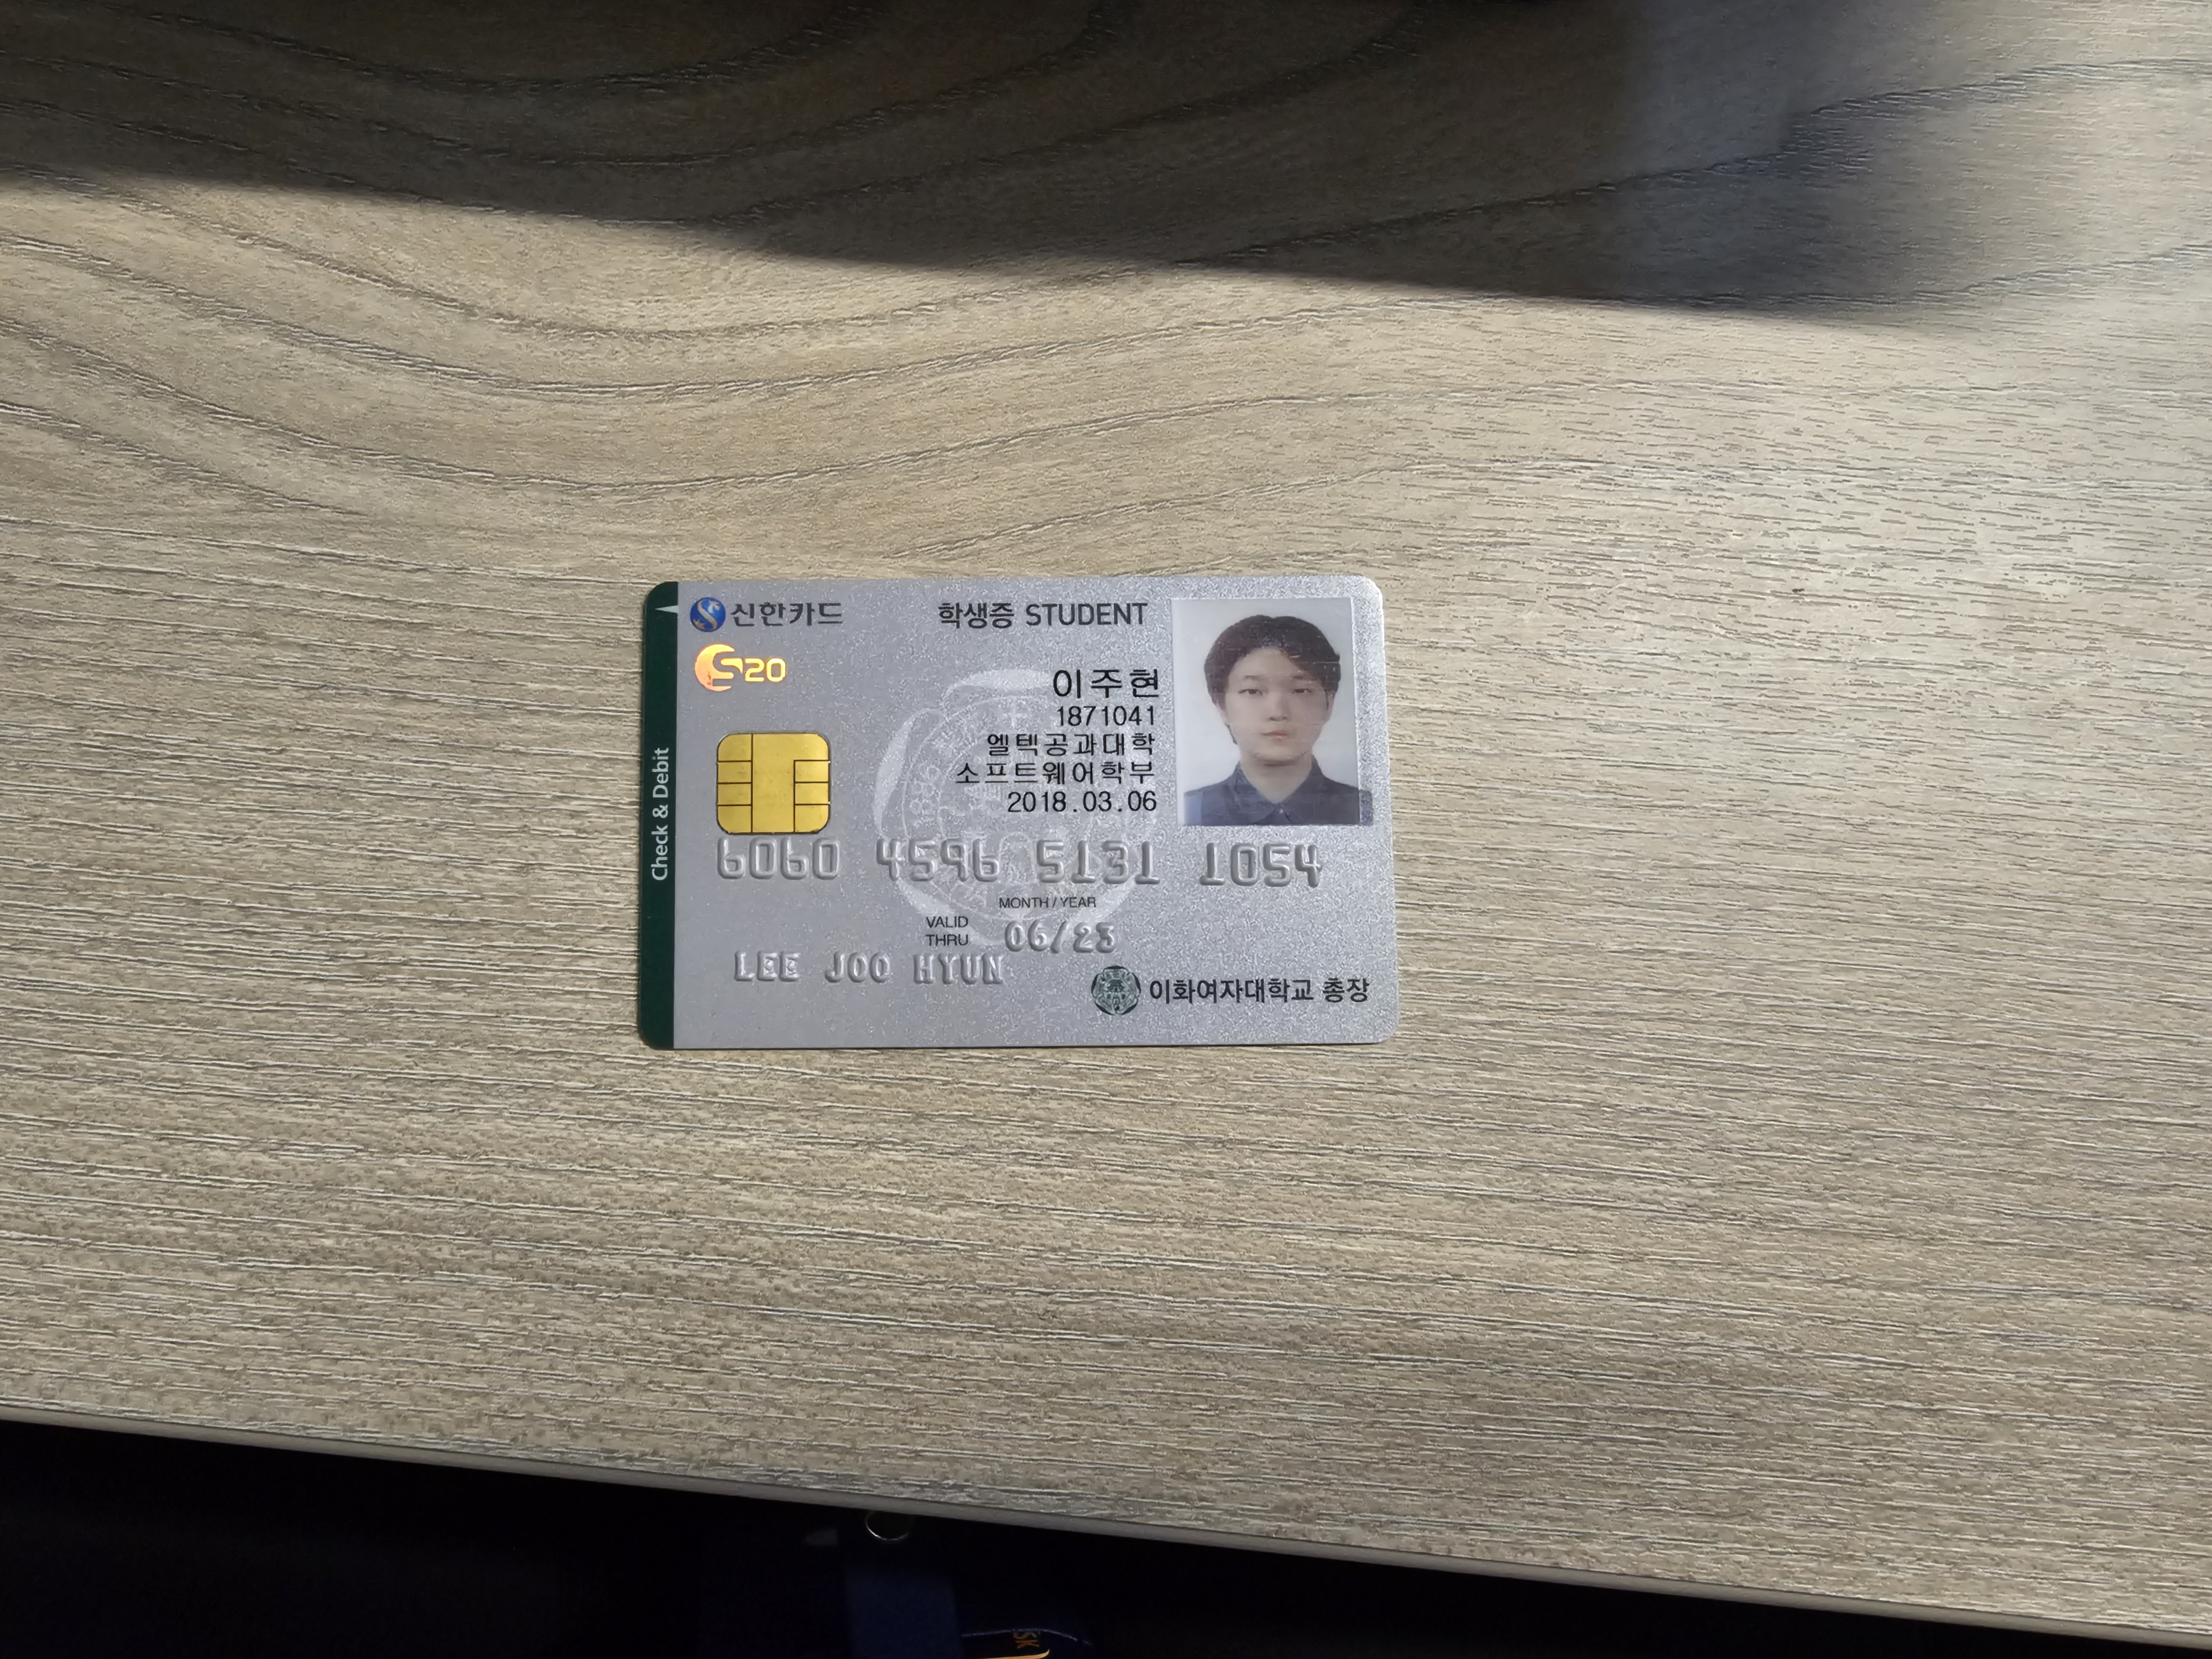 신한카드
학생증 STUDENT
S20
이주현
1871041
엘텍공과대학
소프트웨어학부
2018.03.06
Check & Debit
6060 4596 5131 1054
MONTH / YEAR
VALID
THRU
06/23
LEE JOO HYUN
이화여자대학교 총장
SK